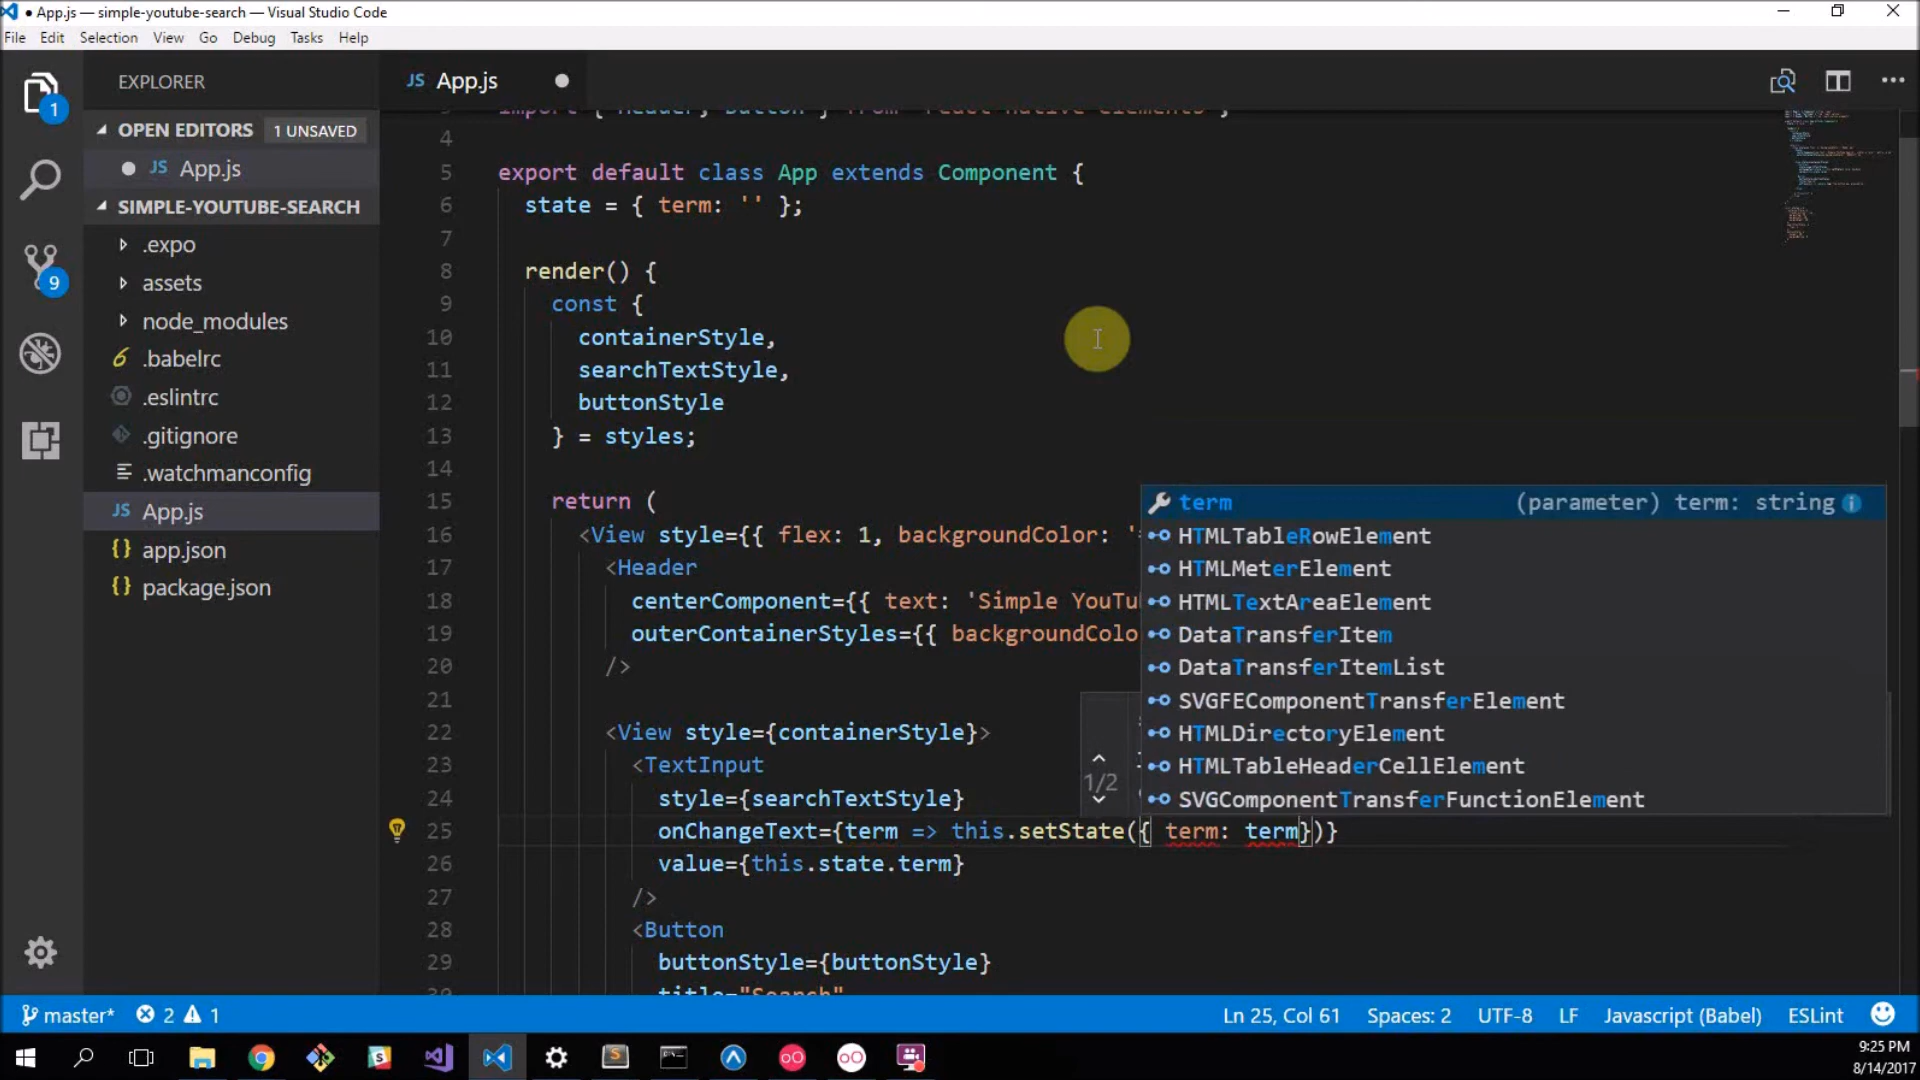 ● App.js — simple-youtube-search — Visual Studio Code
File Edit Selection View Go Debug Tasks Help
EXPLORER
JS App.js ●
1
OPEN EDITORS 1 UNSAVED
● JS App.js
SIMPLE-YOUTUBE-SEARCH
.expo
assets
node_modules
.babelrc
.eslintrc
.gitignore
.watchmanconfig
JS App.js
{} app.json
{} package.json
9
4
5 export default class App extends Component {
6 state = { term: '' };
7
8 render() {
9 const {
10 containerStyle,
11 searchTextStyle,
12 buttonStyle
13 } = styles;
14
15 return (
16 <View style={{ flex: 1, backgroundColor: '
17 <Header
18 centerComponent={{ text: 'Simple YouTu
19 outerContainerStyles={{ backgroundColo
20 />
21
22 <View style={containerStyle}>
23 <TextInput
24 style={searchTextStyle}
25 onChangeText={term => this.setState({ term: term})}
26 value={this.state.term}
27 />
28 <Button
29 buttonStyle={buttonStyle}
title="Search"
term (parameter) term: string
HTMLTableRowElement
HTMLMeterElement
HTMLTextAreaElement
DataTransferItem
DataTransferItemList
SVGFEComponentTransferElement
HTMLDirectoryElement
HTMLTableHeaderCellElement
SVGComponentTransferFunctionElement
1/2
master* 2 1 Ln 25, Col 61 Spaces: 2 UTF-8 LF Javascript (Babel) ESLint
9:25 PM
8/14/2017